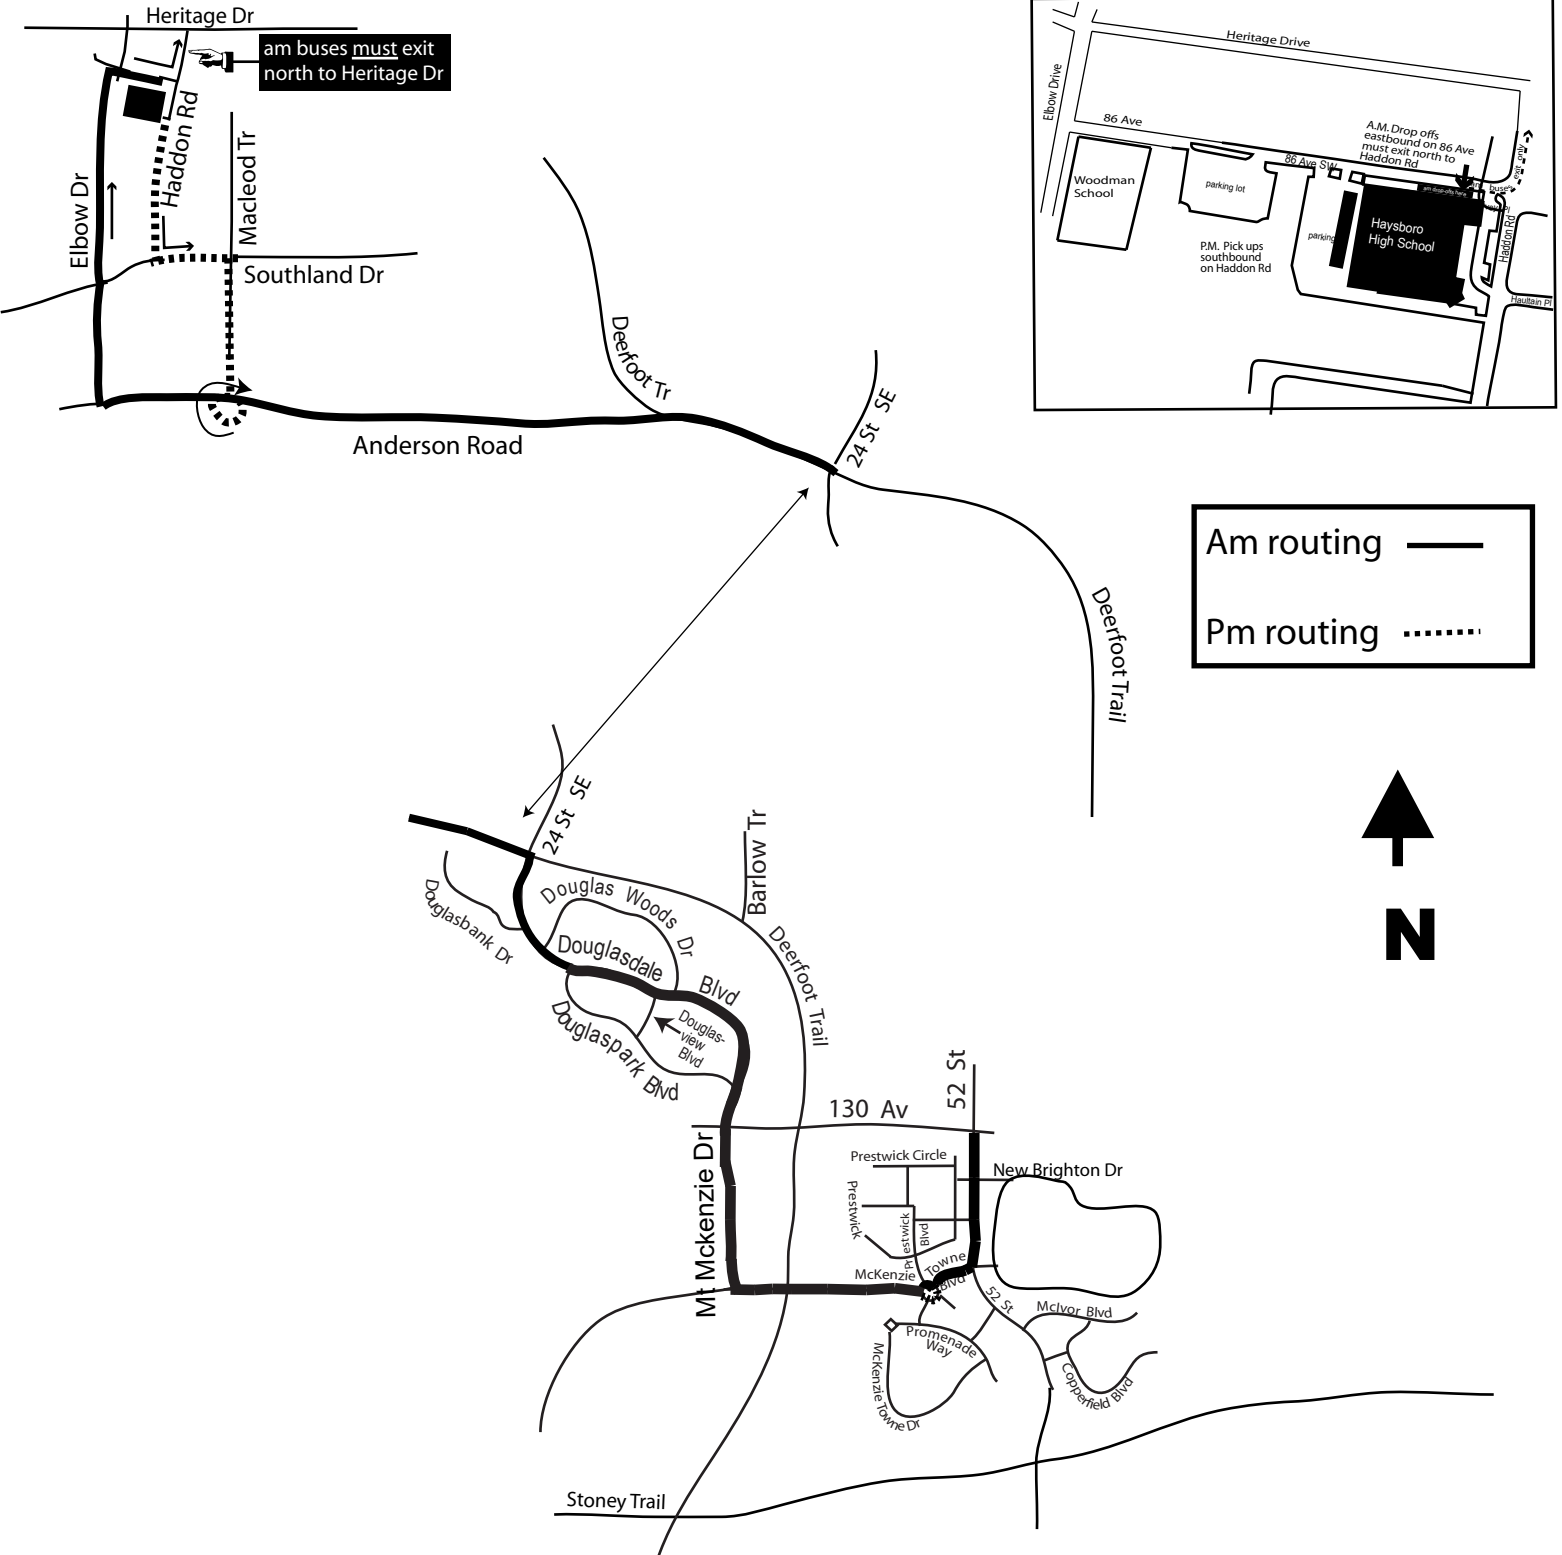 Heritage Dr
am buses must exit
north to Heritage Dr
Haddon Rd
Macleod Tr
Elbow Dr
Southland Dr
Deerfoot Tr
24 St SE
Anderson Road
Deerfoot Trail
Heritage Drive
Elbow Drive
86 Ave
A.M. Drop offs
eastbound on 86 Ave
must exit north to
Haddon Rd
exit only
86 Ave SW
Woodman
School
parking lot
am drop-offs here
buses
Haysboro
High School
parking
Haddon Rd
P.M. Pick ups
southbound
on Haddon Rd
Haultain Pl
Am routing
Pm routing
N
24 St SE
Barlow Tr
Douglas Woods Dr
Douglasbank Dr
Douglasdale Blvd
Deerfoot Trail
Douglas-
view
Blvd
Douglaspark Blvd
52 St
130 Av
Mt Mckenzie Dr
Prestwick Circle
New Brighton Dr
Prestwick
Prestwick
Blvd
McKenzie Towne
Blvd
52 St
McIvor Blvd
Promenade
Way
McKenzie Towne Dr
Copperfield Blvd
Stoney Trail